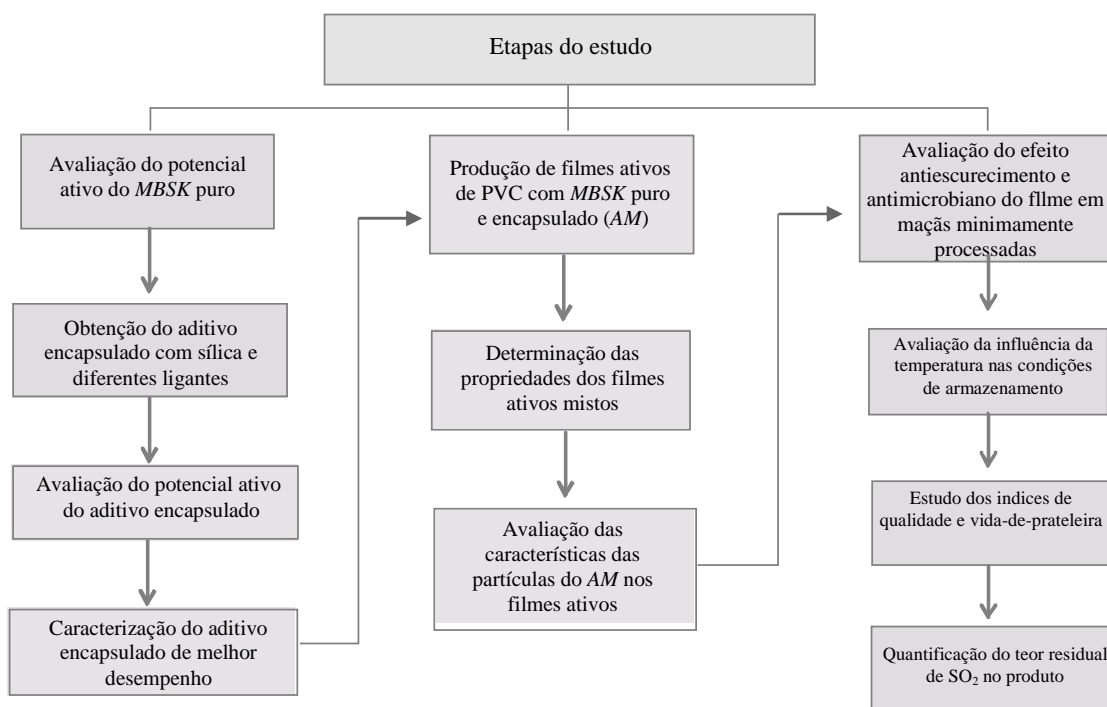 Etapas do estudo
Avaliação do potencial
ativo do MBSK puro
Obtenção do aditivo
encapsulado com sílica e
diferentes ligantes
Avaliação do potencial ativo
do aditivo encapsulado
Caracterização do aditivo
encapsulado de melhor
desempenho
Produção de filmes ativos
de PVC com MBSK puro
e encapsulado (AM)
Determinação das
propriedades dos filmes
ativos mistos
Avaliação das
características das
partículas do AM nos
filmes ativos
Avaliação do efeito
antiescurecimento e
antimicrobiano do fllme em
maçãs minimamente
processadas
Avaliação da influência da
temperatura nas condições
de armazenamento
Estudo dos indices de
qualidade e vida-de-prateleira
Quantificação do teor residual
de SO₂ no produto